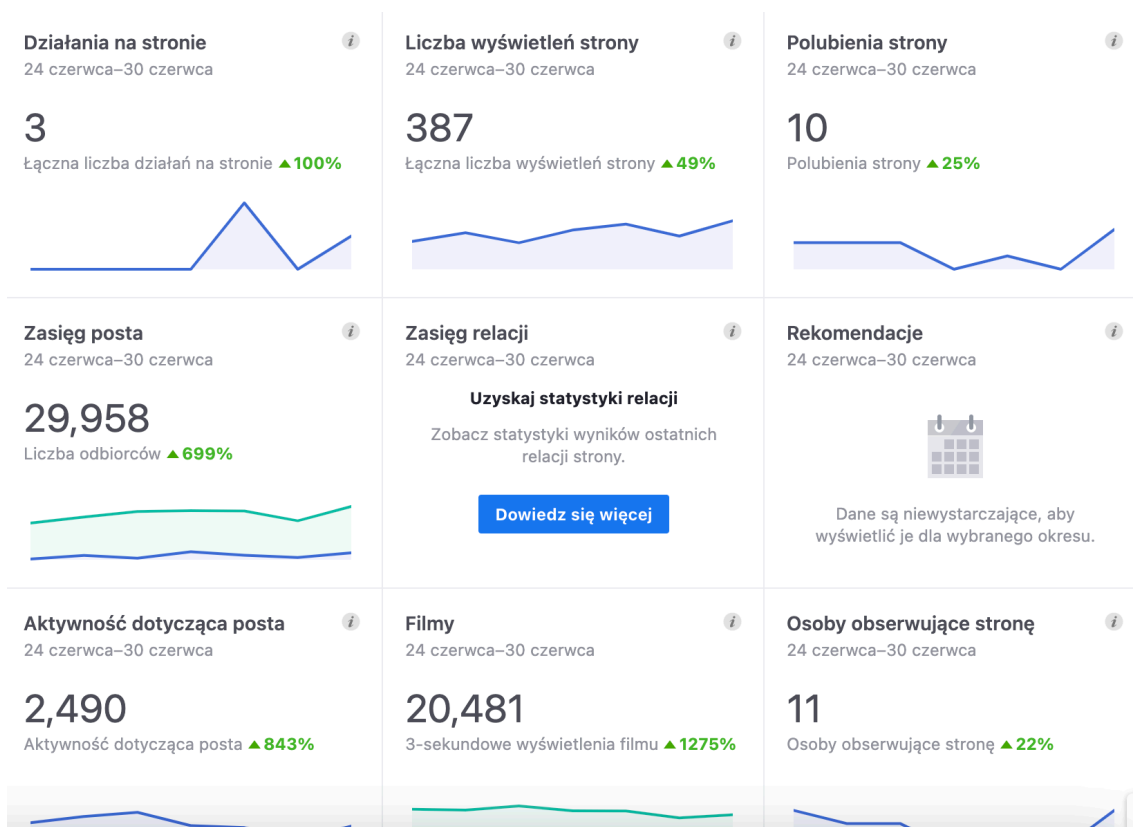 Działania na stronie
24 czerwca–30 czerwca
3
Łączna liczba działań na stronie ▲100%
Liczba wyświetleń strony
24 czerwca–30 czerwca
387
Łączna liczba wyświetleń strony ▲49%
Polubienia strony
24 czerwca–30 czerwca
10
Polubienia strony ▲25%
Zasięg posta
24 czerwca–30 czerwca
29,958
Liczba odbiorców ▲699%
Zasięg relacji
24 czerwca–30 czerwca
Uzyskaj statystyki relacji
Zobacz statystyki wyników ostatnich
relacji strony.
Dowiedz się więcej
Rekomendacje
24 czerwca–30 czerwca
Dane są niewystarczające, aby
wyświetlić je dla wybranego okresu.
Aktywność dotycząca posta
24 czerwca–30 czerwca
2,490
Aktywność dotycząca posta ▲843%
Filmy
24 czerwca–30 czerwca
20,481
3-sekundowe wyświetlenia filmu ▲1275%
Osoby obserwujące stronę
24 czerwca–30 czerwca
11
Osoby obserwujące stronę ▲22%